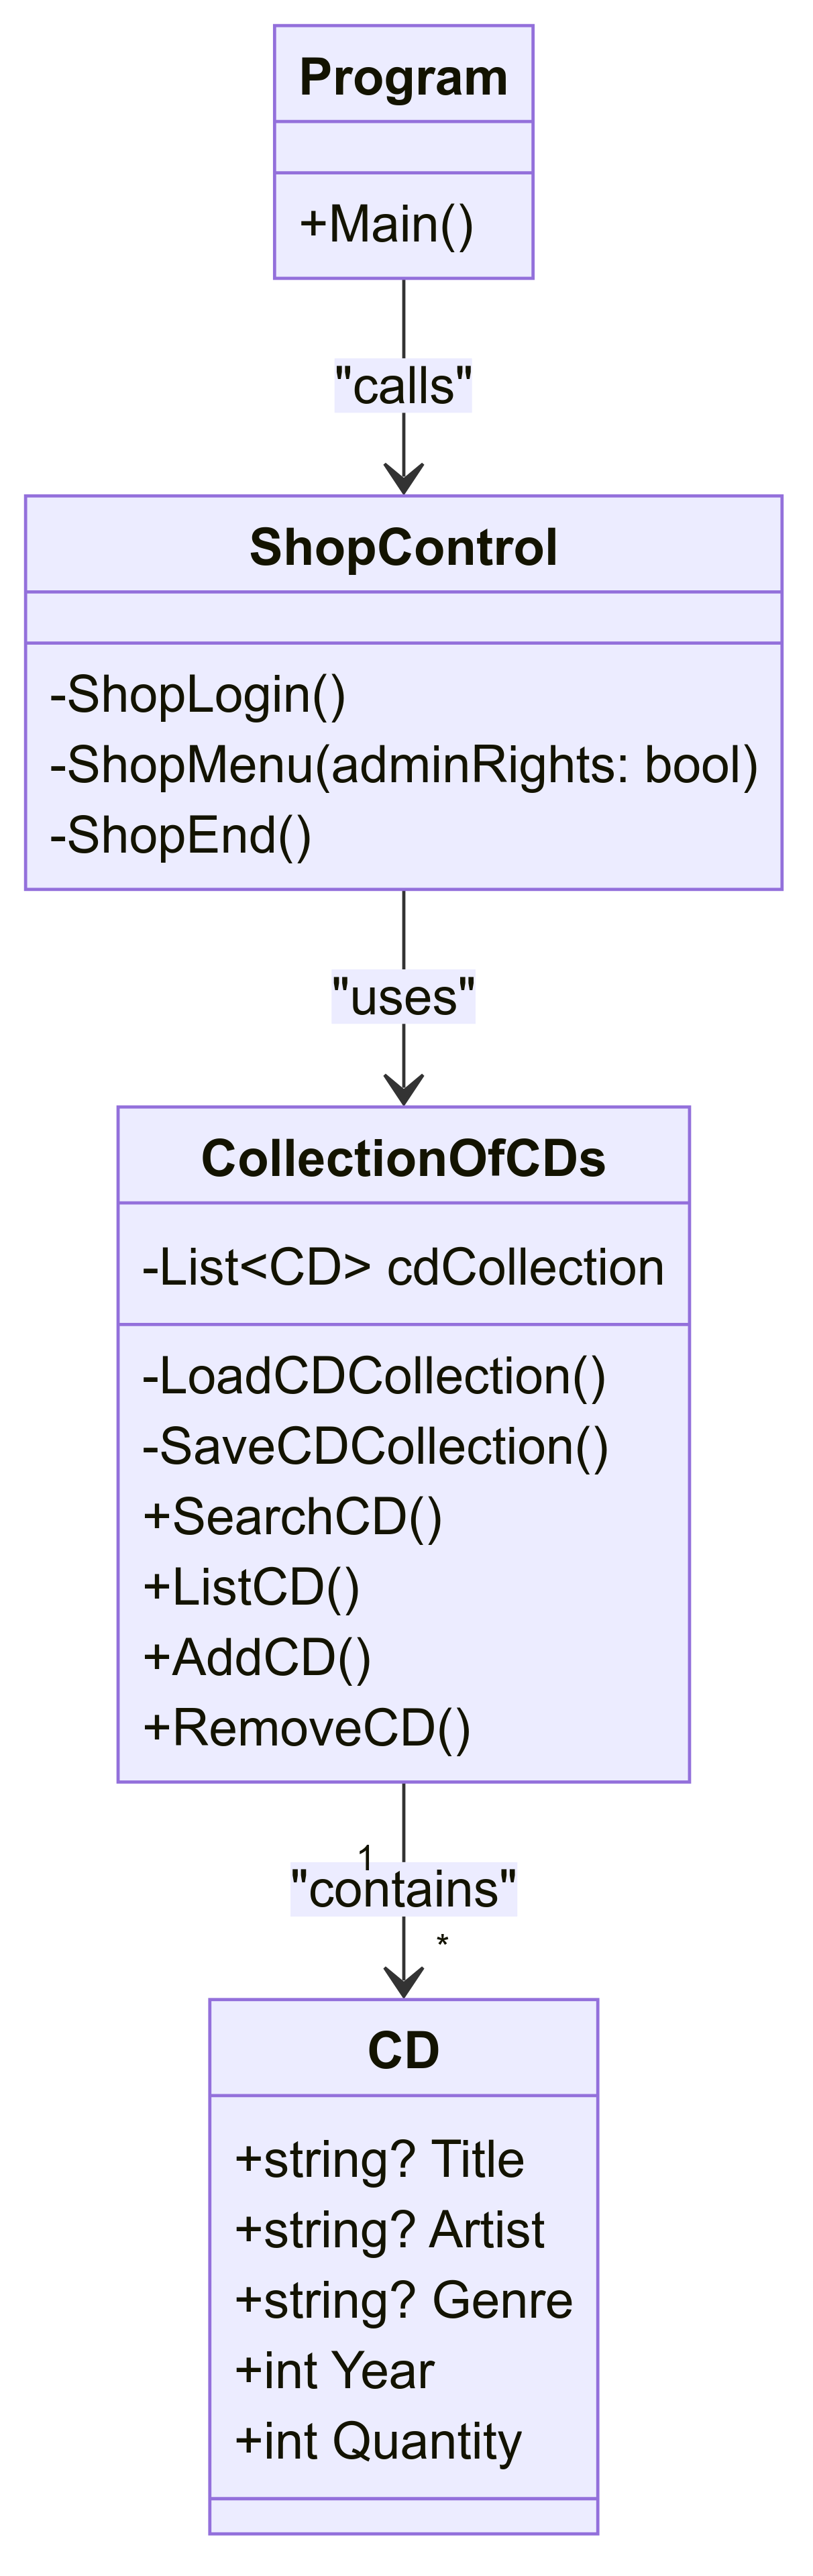 Program
+Main()
"calls"
ShopControl
-ShopLogin()
-ShopMenu(adminRights: bool)
-ShopEnd()
"uses"
CollectionOfCDs
-List<CD> cdCollection
-LoadCDCollection()
-SaveCDCollection()
+SearchCD()
+ListCD()
+AddCD()
+RemoveCD()
1
"contains"
*
CD
+string? Title
+string? Artist
+string? Genre
+int Year
+int Quantity